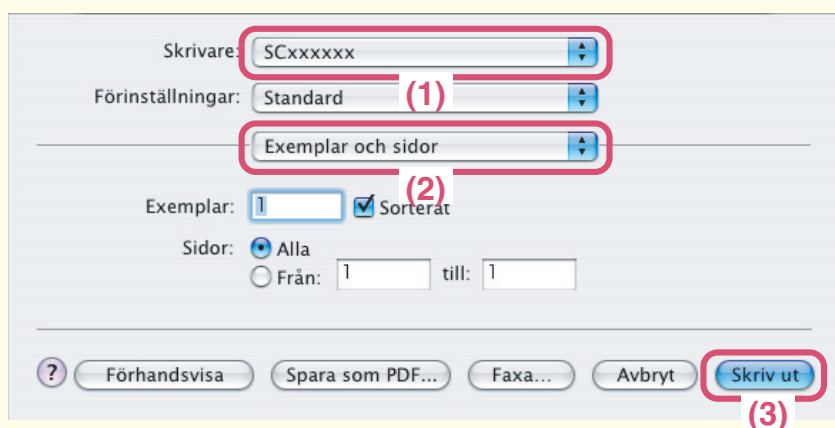 Skrivare: SCxxxxxx
(1)
Förinställningar: Standard
Exemplar och sidor
(2)
Exemplar: 1 Sorterat
Sidor: Alla
Från: 1 till: 1
? Förhandsvisa Spara som PDF... Faxa... Avbryt Skriv ut
(3)